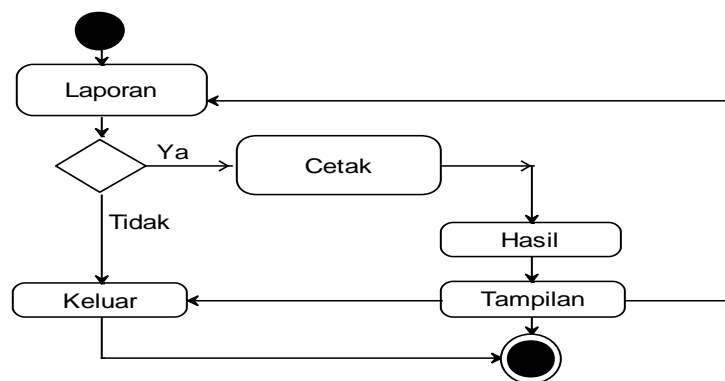 Laporan
Ya
Cetak
Tidak
Hasil
Keluar
Tampilan